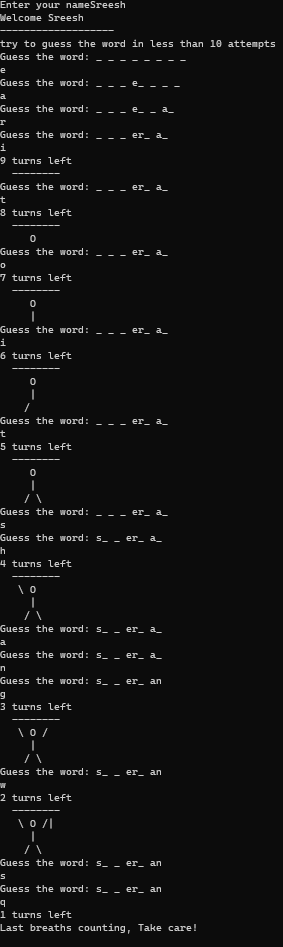 Enter your nameSreesh
Welcome Sreesh
-------------------
try to guess the word in less than 10 attempts
Guess the word: _ _ _ _ _ _ _ _
e
Guess the word: _ _ _ e_ _ _ _
a
Guess the word: _ _ _ e_ _ a_
r
Guess the word: _ _ _ er_ a_
i
9 turns left
  --------
Guess the word: _ _ _ er_ a_
t
8 turns left
  --------
     O
Guess the word: _ _ _ er_ a_
o
7 turns left
  --------
     O
     |
Guess the word: _ _ _ er_ a_
i
6 turns left
  --------
     O
     |
    /
Guess the word: _ _ _ er_ a_
t
5 turns left
  --------
     O
     |
    / \
Guess the word: _ _ _ er_ a_
s
Guess the word: s_ _ er_ a_
h
4 turns left
  --------
   \ O
     |
    / \
Guess the word: s_ _ er_ a_
a
Guess the word: s_ _ er_ a_
n
Guess the word: s_ _ er_ an
g
3 turns left
  --------
   \ O /
     |
    / \
Guess the word: s_ _ er_ an
w
2 turns left
  --------
   \ O /|
     |
    / \
Guess the word: s_ _ er_ an
s
Guess the word: s_ _ er_ an
q
1 turns left
Last breaths counting, Take care!